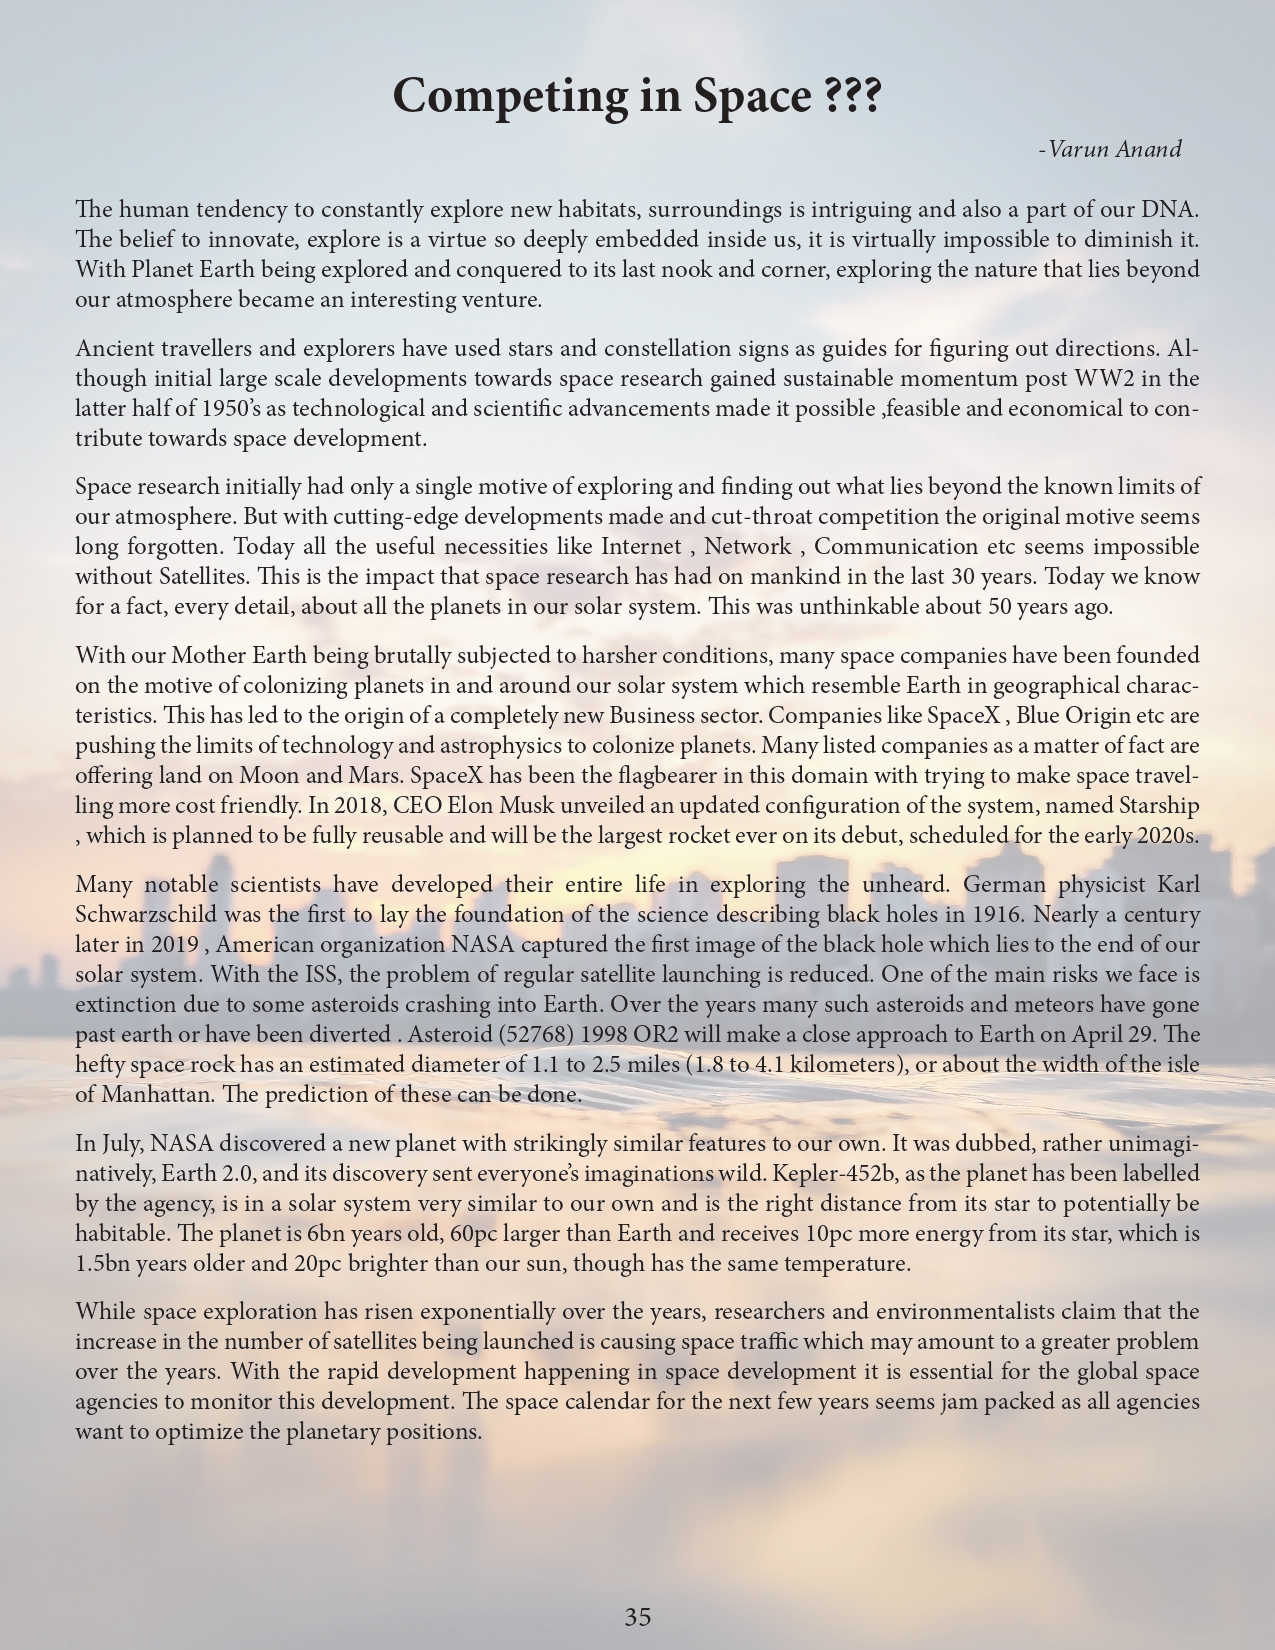 Competing in Space ???
-Varun Anand
The human tendency to constantly explore new habitats, surroundings is intriguing and also a part of our DNA.
The belief to innovate, explore is a virtue so deeply embedded inside us, it is virtually impossible to diminish it.
With Planet Earth being explored and conquered to its last nook and corner, exploring the nature that lies beyond
our atmosphere became an interesting venture.
Ancient travellers and explorers have used stars and constellation signs as guides for figuring out directions. Al-
though initial large scale developments towards space research gained sustainable momentum post WW2 in the
latter half of 1950’s as technological and scientific advancements made it possible ,feasible and economical to con-
tribute towards space development.
Space research initially had only a single motive of exploring and finding out what lies beyond the known limits of
our atmosphere. But with cutting-edge developments made and cut-throat competition the original motive seems
long forgotten. Today all the useful necessities like Internet , Network , Communication etc seems impossible
without Satellites. This is the impact that space research has had on mankind in the last 30 years. Today we know
for a fact, every detail, about all the planets in our solar system. This was unthinkable about 50 years ago.
With our Mother Earth being brutally subjected to harsher conditions, many space companies have been founded
on the motive of colonizing planets in and around our solar system which resemble Earth in geographical charac-
teristics. This has led to the origin of a completely new Business sector. Companies like SpaceX , Blue Origin etc are
pushing the limits of technology and astrophysics to colonize planets. Many listed companies as a matter of fact are
offering land on Moon and Mars. SpaceX has been the flagbearer in this domain with trying to make space travel-
ling more cost friendly. In 2018, CEO Elon Musk unveiled an updated configuration of the system, named Starship
, which is planned to be fully reusable and will be the largest rocket ever on its debut, scheduled for the early 2020s.
Many notable scientists have developed their entire life in exploring the unheard. German physicist Karl
Schwarzschild was the first to lay the foundation of the science describing black holes in 1916. Nearly a century
later in 2019 , American organization NASA captured the first image of the black hole which lies to the end of our
solar system. With the ISS, the problem of regular satellite launching is reduced. One of the main risks we face is
extinction due to some asteroids crashing into Earth. Over the years many such asteroids and meteors have gone
past earth or have been diverted . Asteroid (52768) 1998 OR2 will make a close approach to Earth on April 29. The
hefty space rock has an estimated diameter of 1.1 to 2.5 miles (1.8 to 4.1 kilometers), or about the width of the isle
of Manhattan. The prediction of these can be done.
In July, NASA discovered a new planet with strikingly similar features to our own. It was dubbed, rather unimagi-
natively, Earth 2.0, and its discovery sent everyone’s imaginations wild. Kepler-452b, as the planet has been labelled
by the agency, is in a solar system very similar to our own and is the right distance from its star to potentially be
habitable. The planet is 6bn years old, 60pc larger than Earth and receives 10pc more energy from its star, which is
1.5bn years older and 20pc brighter than our sun, though has the same temperature.
While space exploration has risen exponentially over the years, researchers and environmentalists claim that the
increase in the number of satellites being launched is causing space traffic which may amount to a greater problem
over the years. With the rapid development happening in space development it is essential for the global space
agencies to monitor this development. The space calendar for the next few years seems jam packed as all agencies
want to optimize the planetary positions.
35